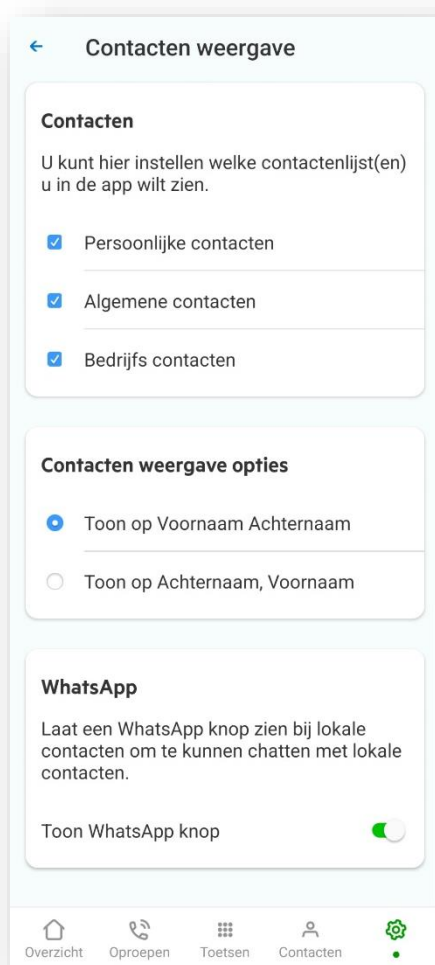 Contacten weergave
Contacten
U kunt hier instellen welke contactenlijst(en)
u in de app wilt zien.
Persoonlijke contacten
Algemene contacten
Bedrijfs contacten
Contacten weergave opties
Toon op Voornaam Achternaam
Toon op Achternaam, Voornaam
WhatsApp
Laat een WhatsApp knop zien bij lokale
contacten om te kunnen chatten met lokale
contacten.
Toon WhatsApp knop
Overzicht Oproepen Toetsen Contacten